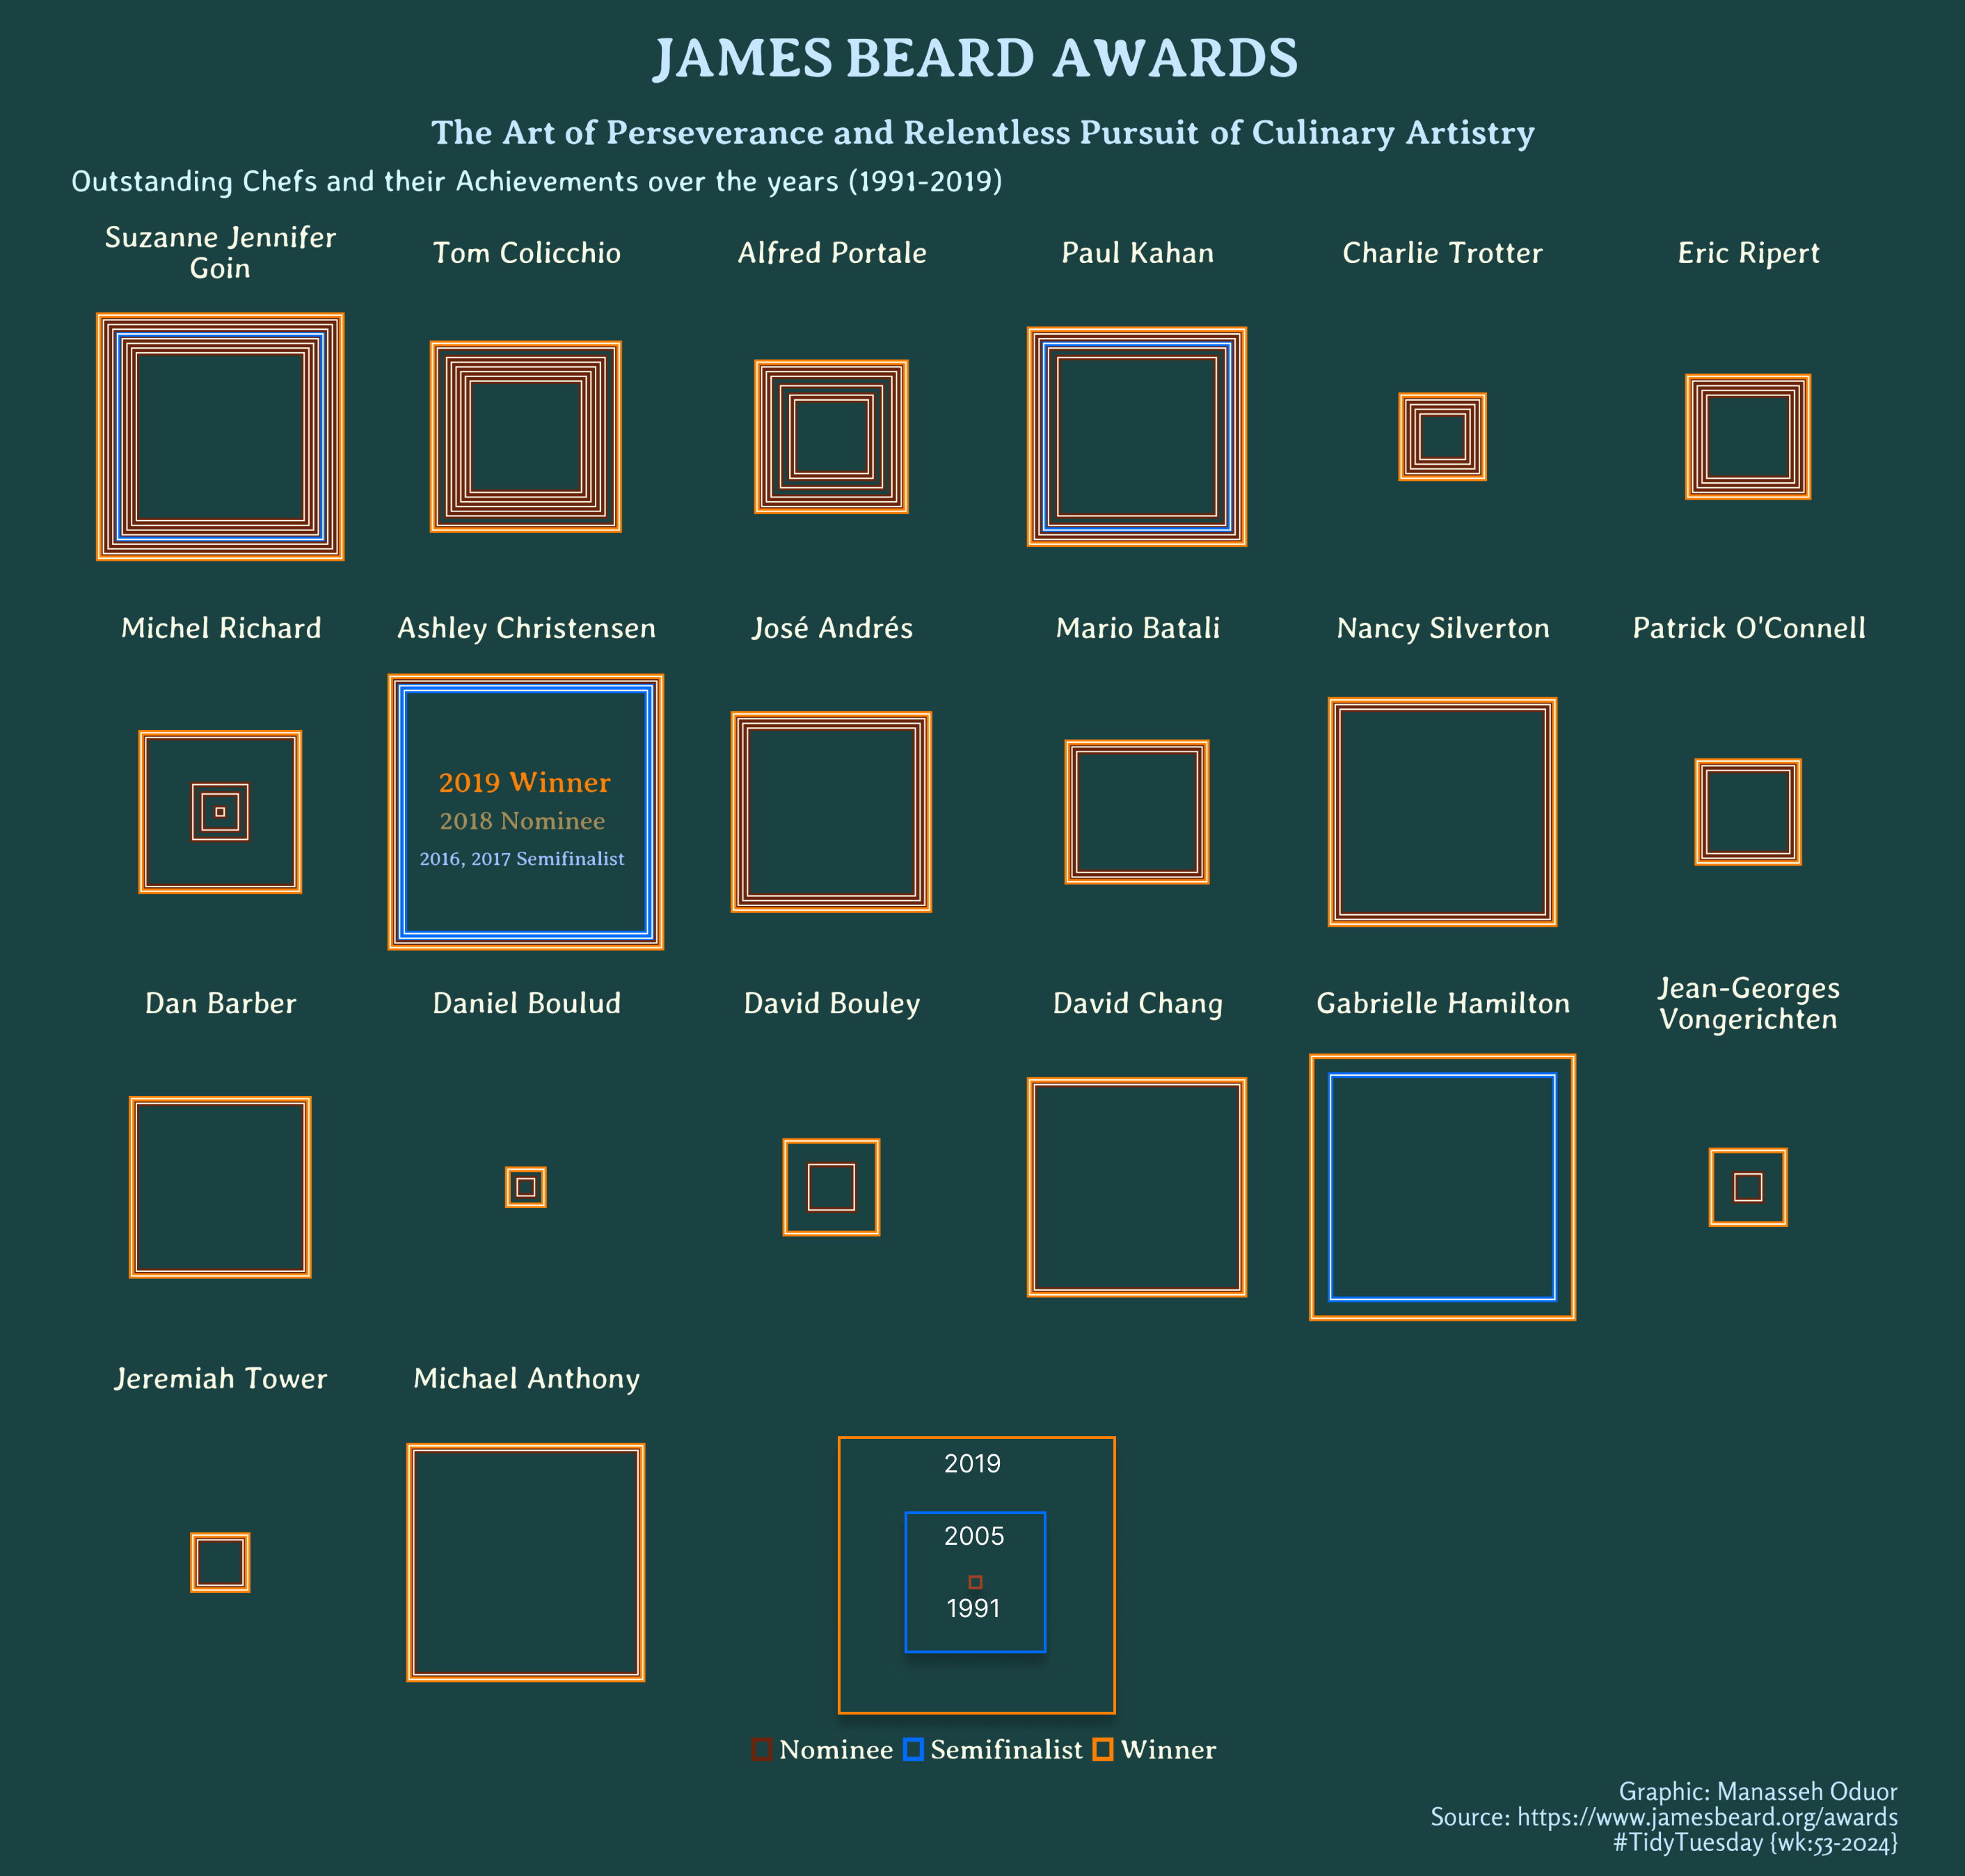 JAMES BEARD AWARDS
The Art of Perseverance and Relentless Pursuit of Culinary Artistry
Outstanding Chefs and their Achievements over the years (1991-2019)
Suzanne Jennifer
Goin
Tom Colicchio
Alfred Portale
Paul Kahan
Charlie Trotter
Eric Ripert
Michel Richard
Ashley Christensen
José Andrés
Mario Batali
Nancy Silverton
Patrick O'Connell
2019 Winner
2018 Nominee
2016, 2017 Semifinalist
Dan Barber
Daniel Boulud
David Bouley
David Chang
Gabrielle Hamilton
Jean-Georges
Vongerichten
Jeremiah Tower
Michael Anthony
2019
2005
1991
Nominee
Semifinalist
Winner
Graphic: Manasseh Oduor
Source: https://www.jamesbeard.org/awards
#TidyTuesday {wk:53-2024}